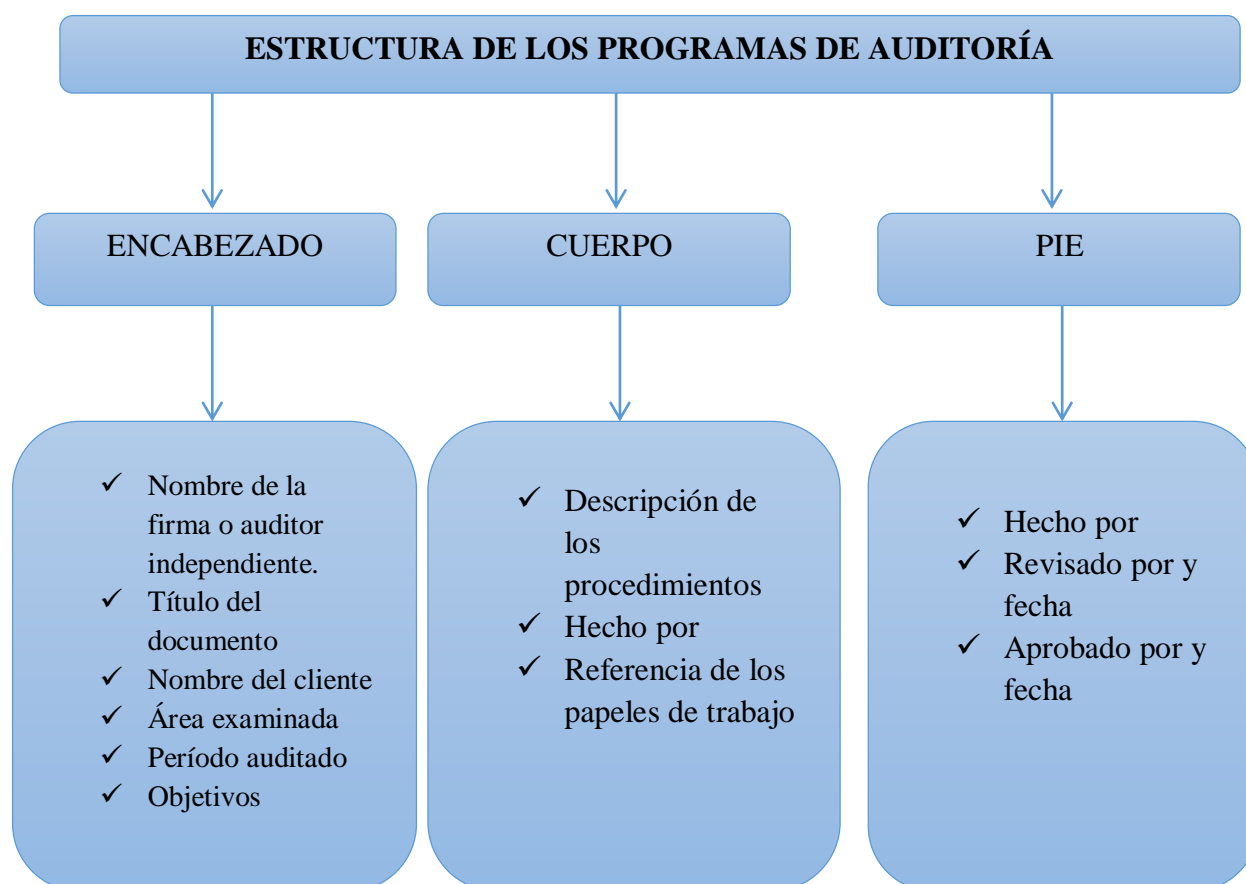 ESTRUCTURA DE LOS PROGRAMAS DE AUDITORÍA
ENCABEZADO
CUERPO
PIE
✓ Nombre de la
firma o auditor
independiente.
✓ Título del
documento
✓ Nombre del cliente
✓ Área examinada
✓ Período auditado
✓ Objetivos
✓ Descripción de
los
procedimientos
✓ Hecho por
✓ Referencia de los
papeles de trabajo
✓ Hecho por
✓ Revisado por y
fecha
✓ Aprobado por y
fecha